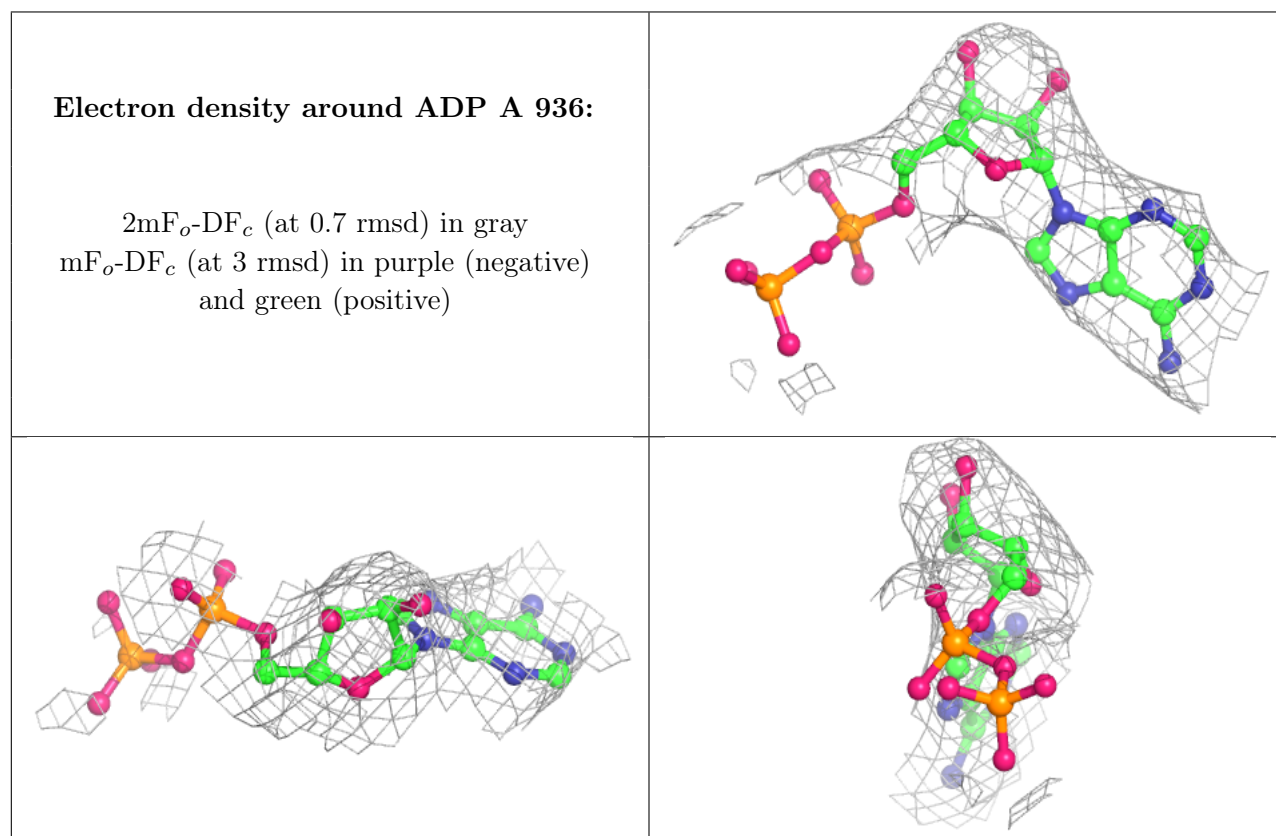 Electron density around ADP A 936:
2mFo-DFc (at 0.7 rmsd) in gray
mFo-DFc (at 3 rmsd) in purple (negative)
and green (positive)